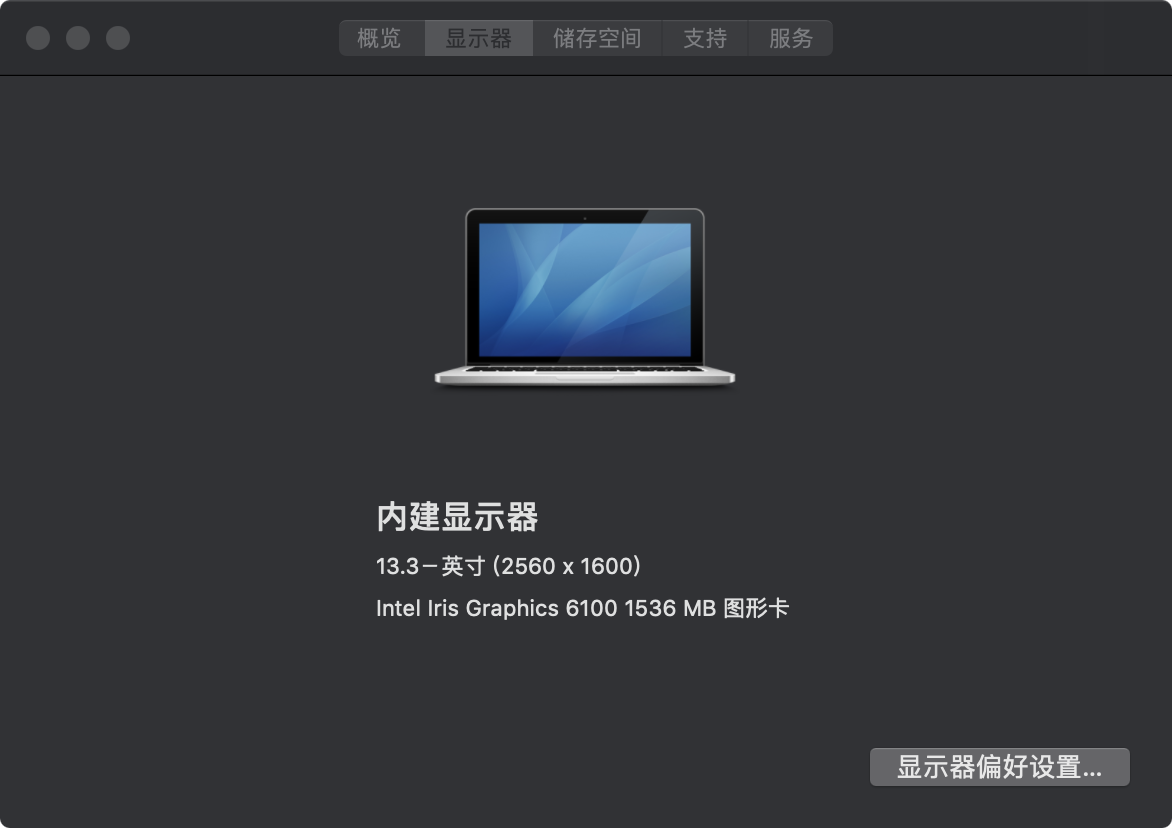 概览 显示器 储存空间 支持 服务
内建显示器
13.3－英寸 (2560 x 1600)
Intel Iris Graphics 6100 1536 MB 图形卡
显示器偏好设置...